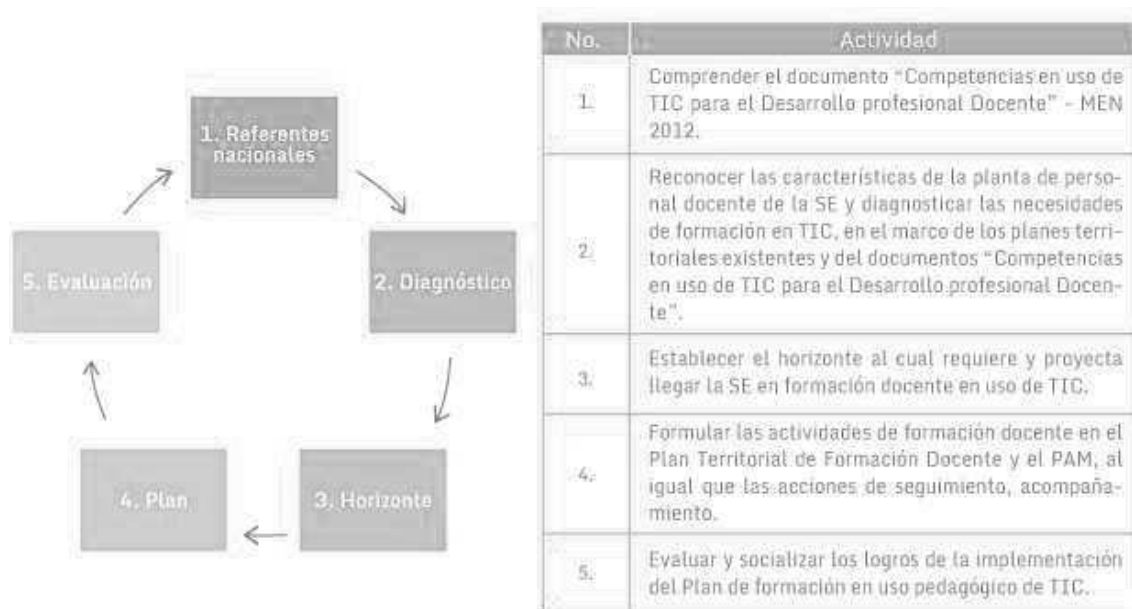 1. Referentes
nacionales
2. Diagnóstico
3. Horizonte
4. Plan
5. Evaluación
No. Actividad
1. Comprender el documento “Competencias en uso de
TIC para el Desarrollo profesional Docente” - MEN
2012.
2. Reconocer las características de la planta de perso-
nal docente de la SE y diagnosticar las necesidades
de formación en TIC, en el marco de los planes terri-
toriales existentes y del documentos “Competencias
en uso de TIC para el Desarrollo profesional Docen-
te”.
3. Establecer el horizonte al cual requiere y proyecta
llegar la SE en formación docente en uso de TIC.
4. Formular las actividades de formación docente en el
Plan Territorial de Formación Docente y el PAM, al
igual que las acciones de seguimiento, acompaña-
miento.
5. Evaluar y socializar los logros de la implementación
del Plan de formación en uso pedagógico de TIC.